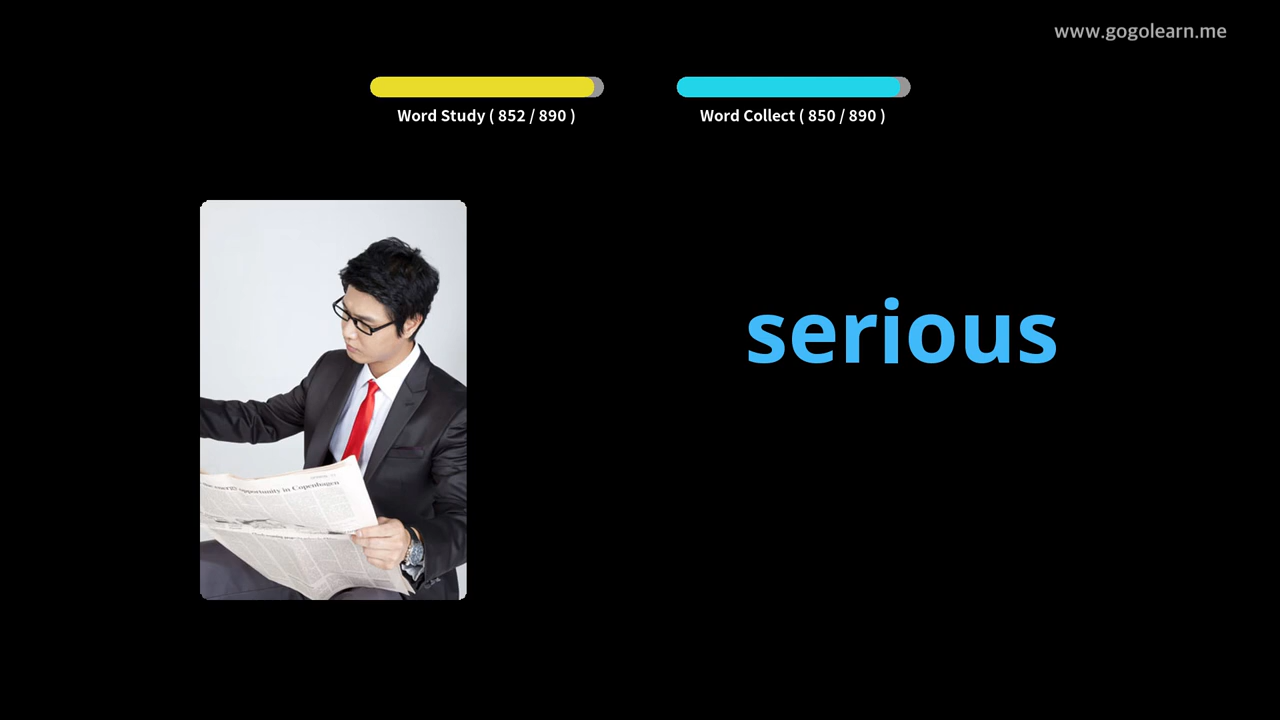 www.gogolearn.me
Word Study ( 852 / 890 )
Word Collect ( 850 / 890 )
serious
opportunity in Copenhagen